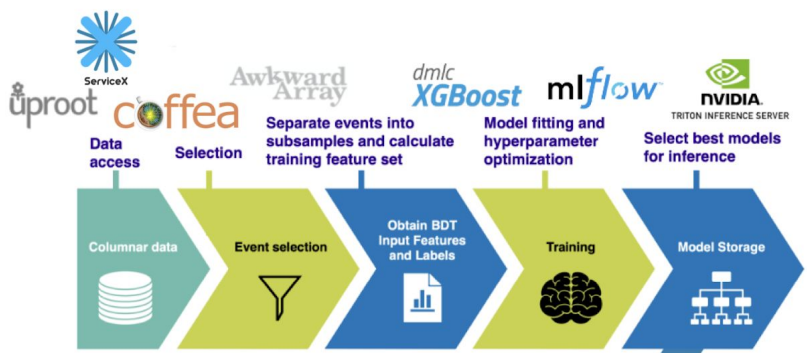 ServiceX
uproot
coffea
Awkward
Array
dmlc
XGBoost
mlflow™
NVIDIA.
TRITON INFERENCE SERVER
Data
access
Selection
Separate events into
subsamples and calculate
training feature set
Model fitting and
hyperparameter
optimization
Select best models
for inference
Columnar data
Event selection
Obtain BDT
Input Features
and Labels
Training
Model Storage